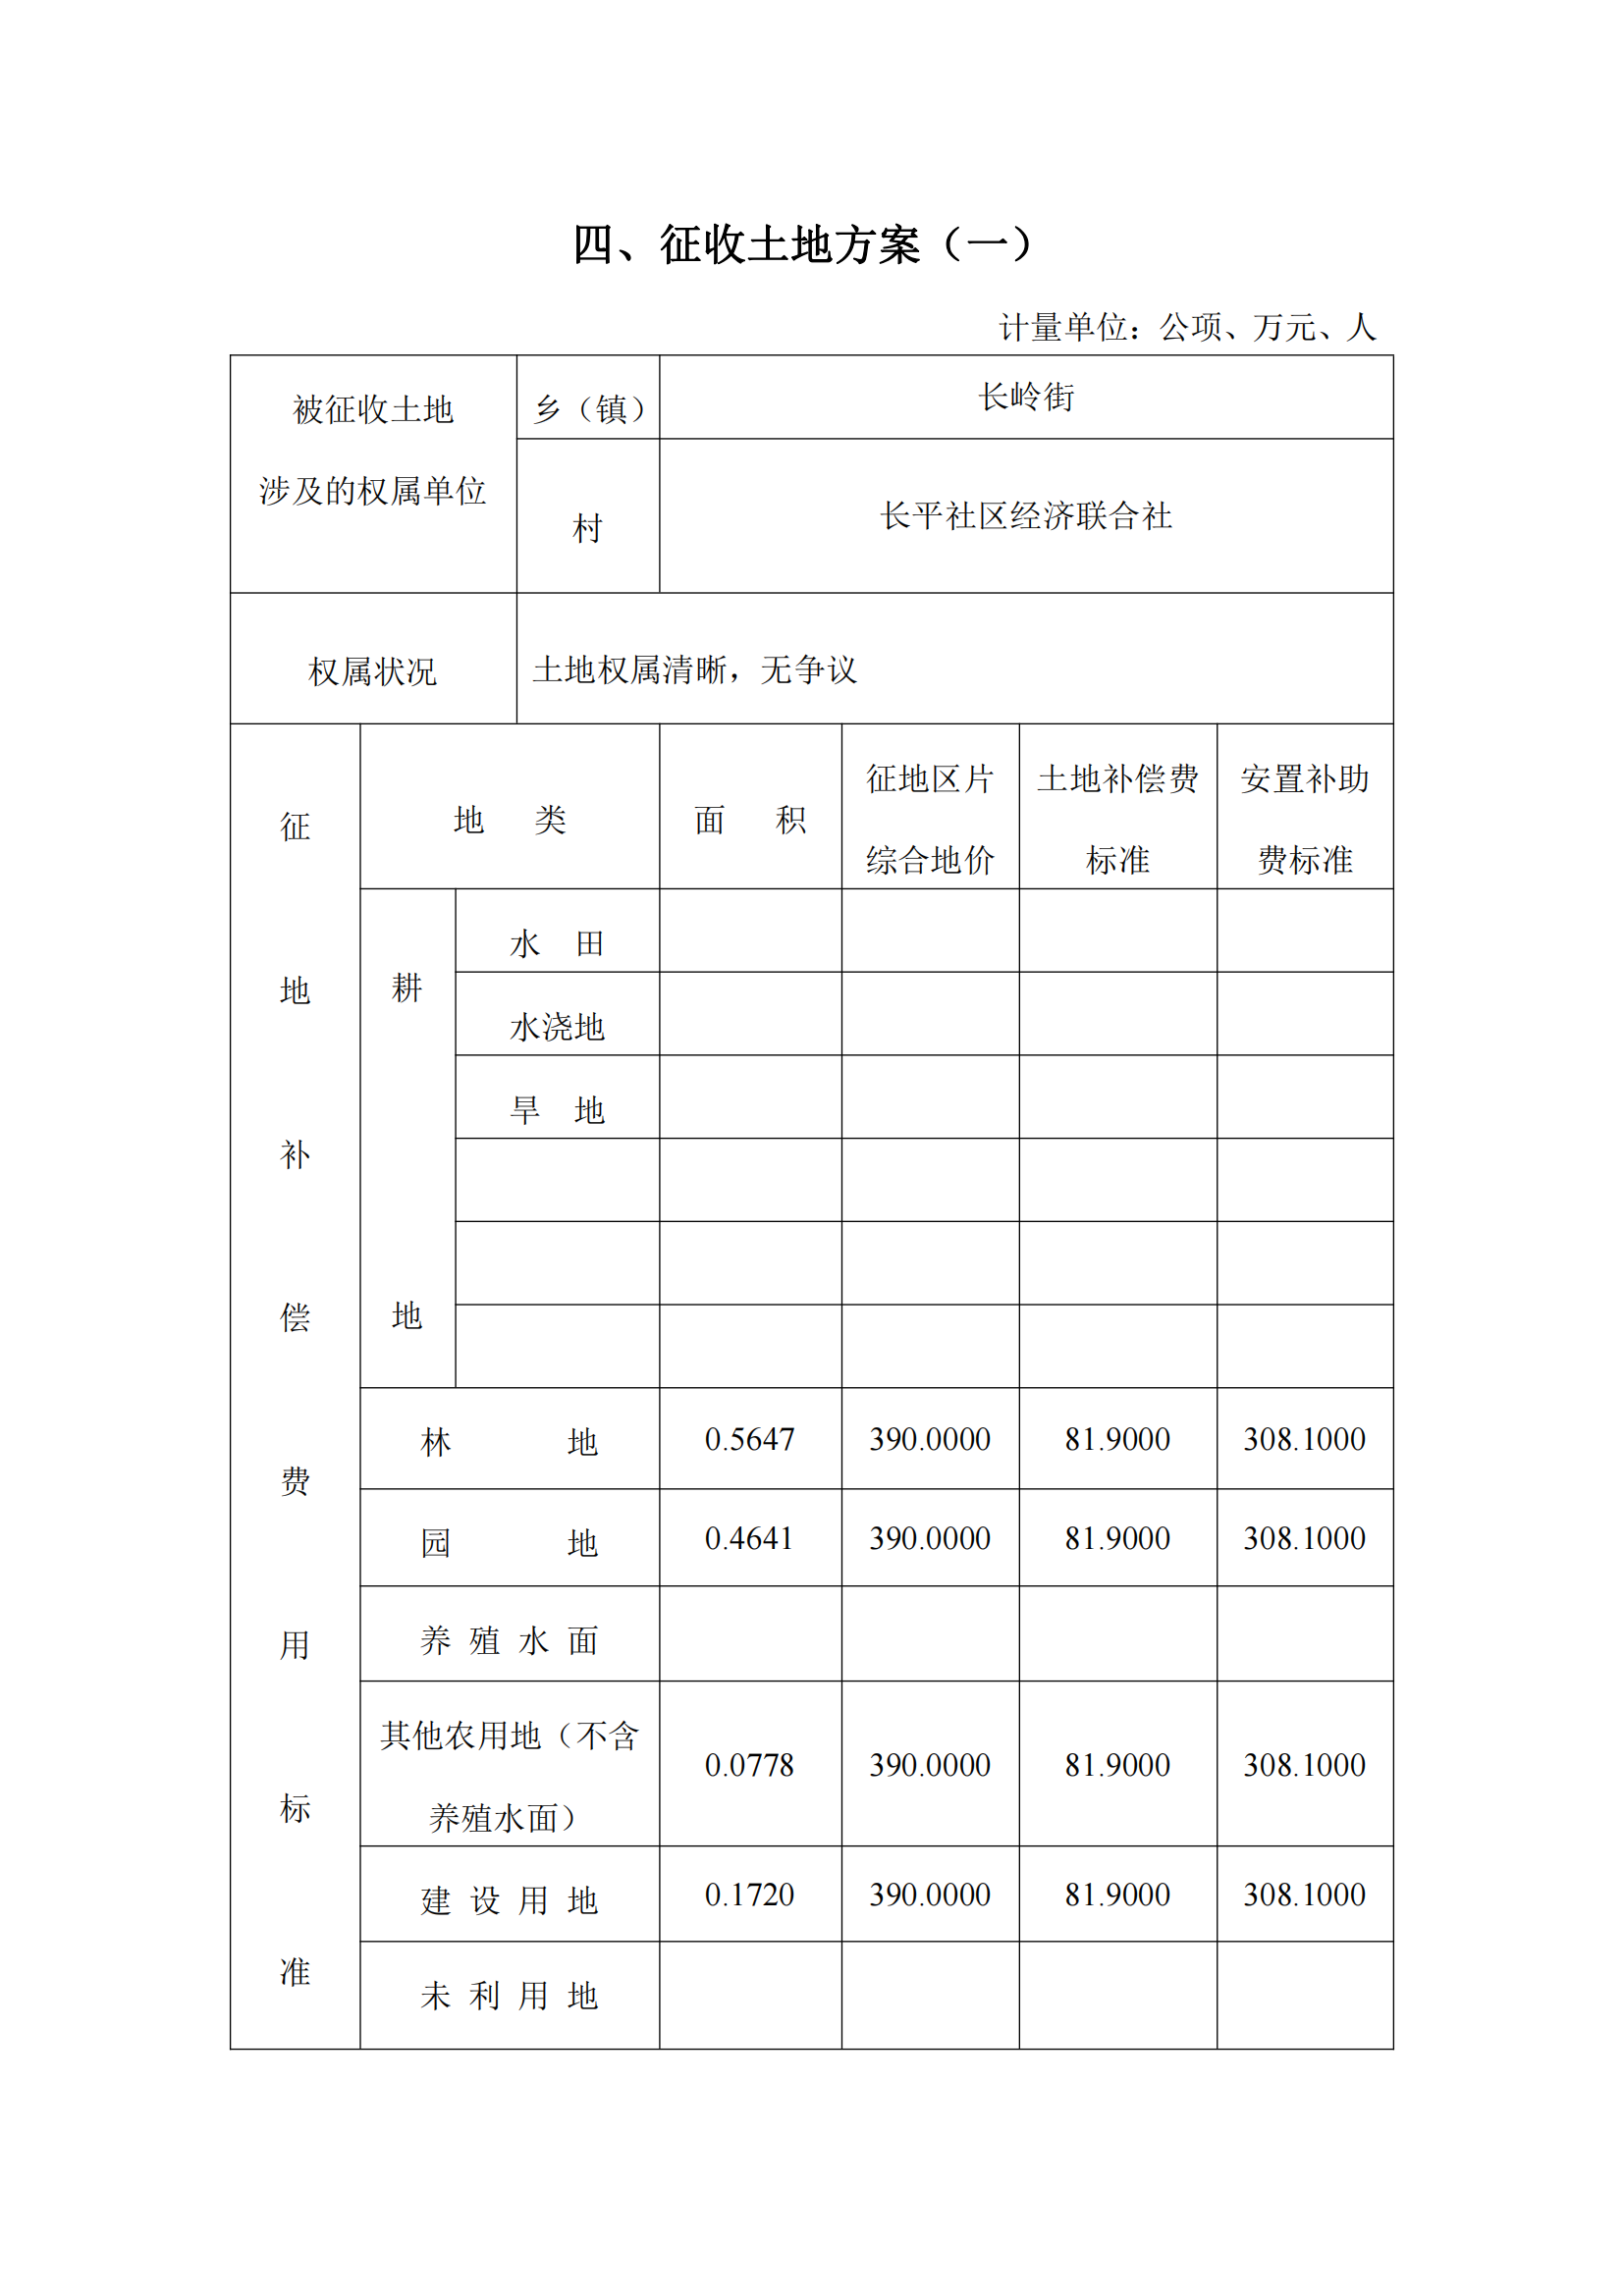 四、征收土地方案（一）
计量单位：公项、万元、人
被征收土地
涉及的权属单位
乡（镇）
长岭街
村
长平社区经济联合社
权属状况
土地权属清晰，无争议
征
地
补
偿
费
用
标
准
地 类
面 积
征地区片
综合地价
土地补偿费
标准
安置补助
费标准
耕
地
水 田
水浇地
旱 地
林 地 0.5647 390.0000 81.9000 308.1000
园 地 0.4641 390.0000 81.9000 308.1000
养 殖 水 面
其他农用地（不含
养殖水面）
0.0778 390.0000 81.9000 308.1000
建 设 用 地 0.1720 390.0000 81.9000 308.1000
未 利 用 地